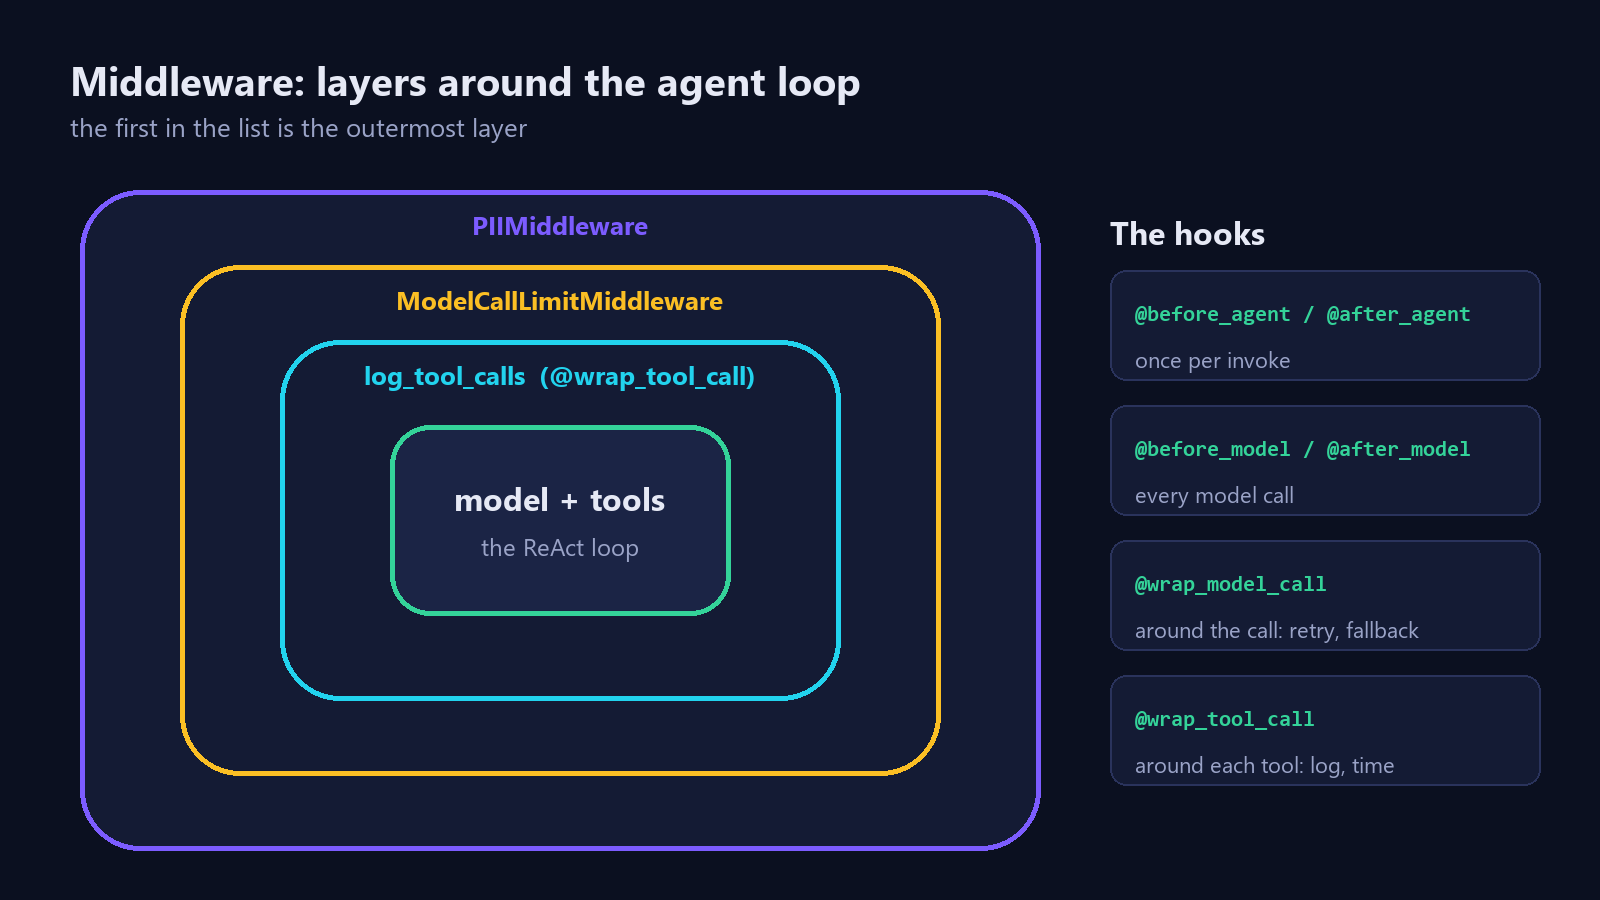 Middleware: layers around the agent loop
the first in the list is the outermost layer
PIIMiddleware
ModelCallLimitMiddleware
log_tool_calls (@wrap_tool_call)
model + tools
the ReAct loop
The hooks
@before_agent / @after_agent
once per invoke
@before_model / @after_model
every model call
@wrap_model_call
around the call: retry, fallback
@wrap_tool_call
around each tool: log, time